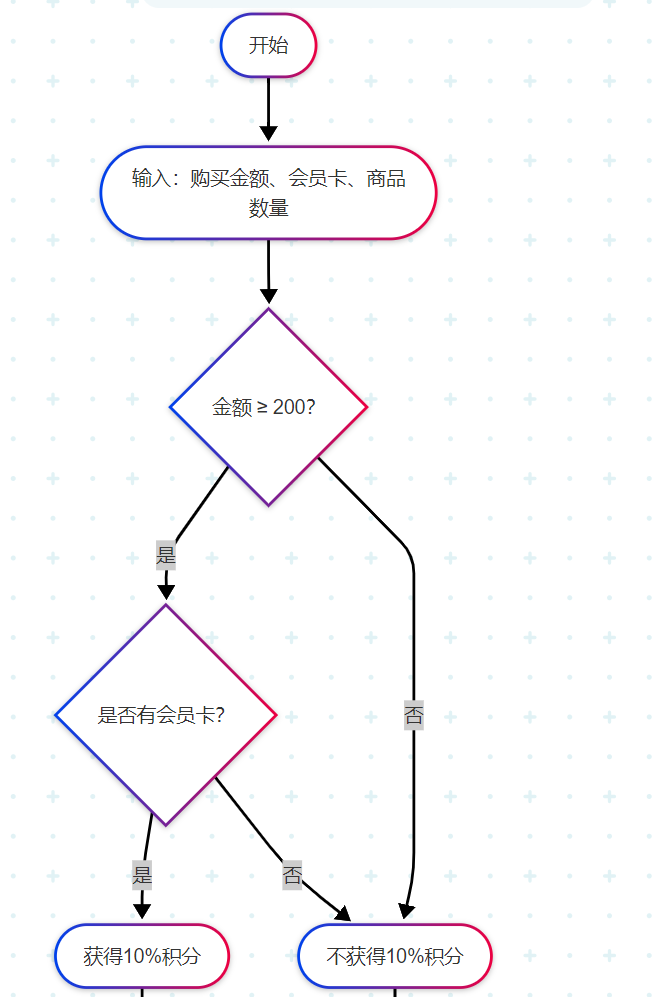 开始
输入：购买金额、会员卡、商品
数量
金额 ≥ 200？
是
是否有会员卡？
否
是
否
获得10%积分
不获得10%积分